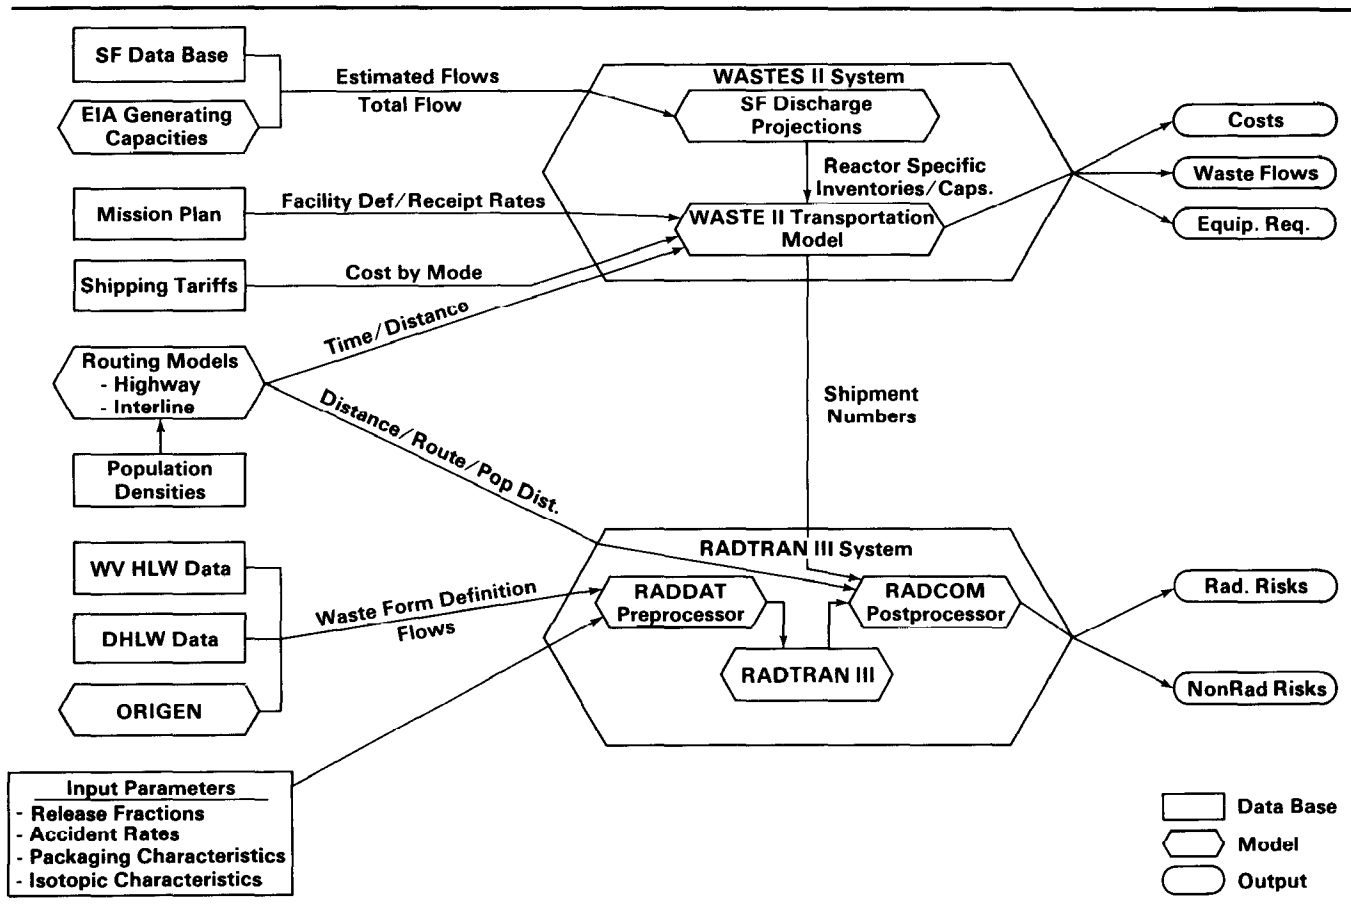 SF Data Base
EIA Generating
Capacities
Estimated Flows
Total Flow
WASTES II System
SF Discharge
Projections
Reactor Specific
Inventories/Caps.
Mission Plan
Facility Def/Receipt Rates
WASTE II Transportation
Model
Costs
Waste Flows
Equip. Req.
Shipping Tariffs
Cost by Mode
Time/Distance
Routing Models
- Highway
- Interline
Distance/Route/Pop Dist.
Shipment
Numbers
Population
Densities
WV HLW Data
DHLW Data
ORIGEN
Waste Form Definition
Flows
RADTRAN III System
RADDAT
Preprocessor
RADCOM
Postprocessor
RADTRAN III
Rad. Risks
NonRad Risks
Input Parameters
- Release Fractions
- Accident Rates
- Packaging Characteristics
- Isotopic Characteristics
Data Base
Model
Output